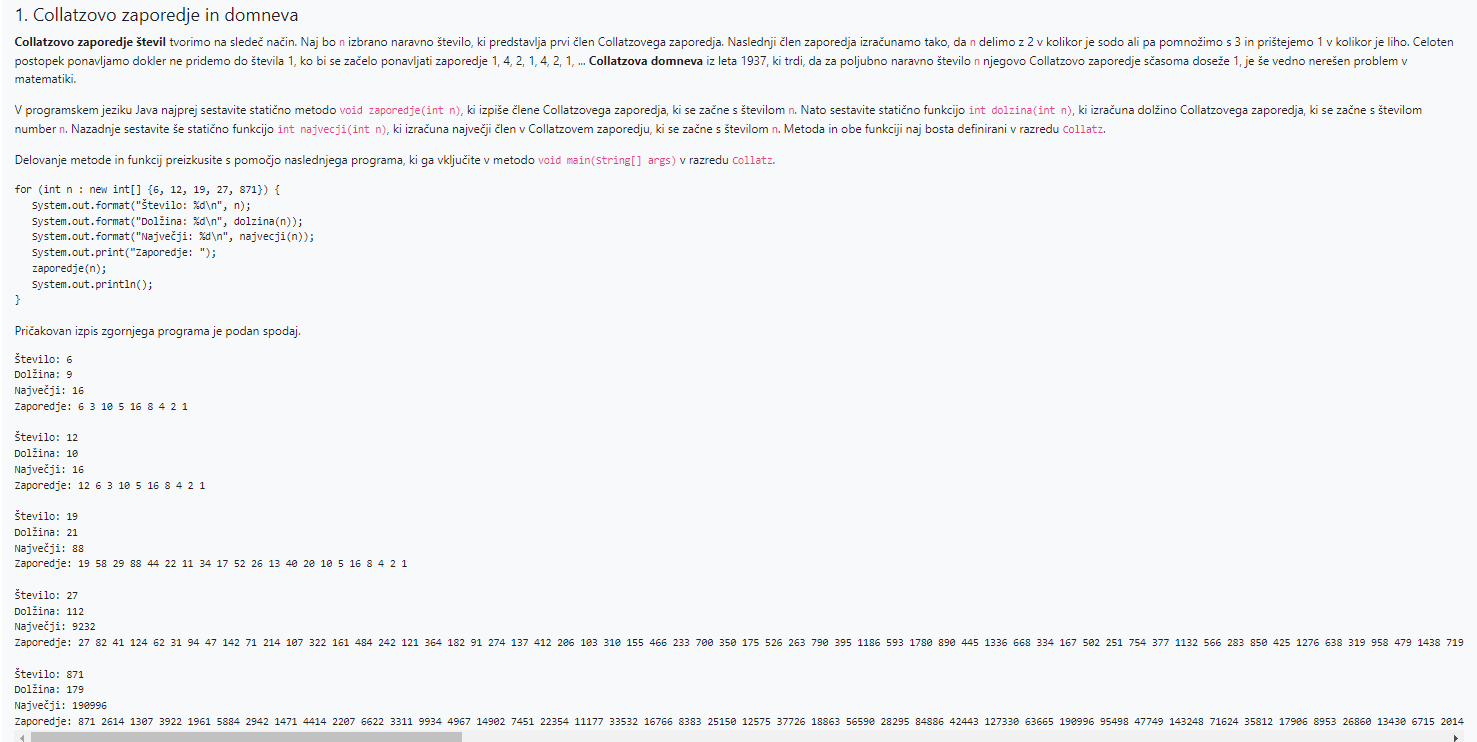 1. Collatzovo zaporedje in domneva
Collatzovo zaporedje števil tvorimo na sledeč način. Naj bo n izbrano naravno število, ki predstavlja prvi člen Collatzovega zaporedja. Naslednji člen zaporedja izračunamo tako, da n delimo z 2 v kolikor je sodo ali pa pomnožimo s 3 in prištejemo 1 v kolikor je liho. Celoten
postopek ponavljamo dokler ne pridemo do števila 1, ko bi se začelo ponavljati zaporedje 1, 4, 2, 1, 4, 2, 1, ... Collatzova domneva iz leta 1937, ki trdi, da za poljubno naravno število n njegovo Collatzovo zaporedje sčasoma doseže 1, je še vedno nerešen problem v
matematiki.
V programskem jeziku Java najprej sestavite statično metodo void zaporedje(int n), ki izpiše člene Collatzovega zaporedja, ki se začne s številom n. Nato sestavite statično funkcijo int dolzina(int n), ki izračuna dolžino Collatzovega zaporedja, ki se začne s številom
number n. Nazadnje sestavite še statično funkcijo int najvecji(int n), ki izračuna največji člen v Collatzovem zaporedju, ki se začne s številom n. Metoda in obe funkciji naj bosta definirani v razredu Collatz.
Delovanje metode in funkcij preizkusite s pomočjo naslednjega programa, ki ga vključite v metodo void main(String[] args) v razredu Collatz.
for (int n : new int[] {6, 12, 19, 27, 871}) {
System.out.format("Število: %d\n", n);
System.out.format("Dolžina: %d\n", dolzina(n));
System.out.format("Največji: %d\n", najvecji(n));
System.out.print("Zaporedje: ");
zaporedje(n);
System.out.println();
}
Pričakovan izpis zgornjega programa je podan spodaj.
Število: 6
Dolžina: 9
Največji: 16
Zaporedje: 6 3 10 5 16 8 4 2 1
Število: 12
Dolžina: 10
Največji: 16
Zaporedje: 12 6 3 10 5 16 8 4 2 1
Število: 19
Dolžina: 21
Največji: 88
Zaporedje: 19 58 29 88 44 22 11 34 17 52 26 13 40 20 10 5 16 8 4 2 1
Število: 27
Dolžina: 112
Največji: 9232
Zaporedje: 27 82 41 124 62 31 94 47 142 71 214 107 322 161 484 242 121 364 182 91 274 137 412 206 103 310 155 466 233 700 350 175 526 263 790 395 1186 593 1780 890 445 1336 668 334 167 502 251 754 377 1132 566 283 850 425 1276 638 319 958 479 1438 719
Število: 871
Dolžina: 179
Največji: 190996
Zaporedje: 871 2614 1307 3922 1961 5884 2942 1471 4414 2207 6622 3311 9934 4967 14902 7451 22354 11177 33532 16766 8383 25150 12575 37726 18863 56590 28295 84886 42443 127330 63665 190996 95498 47749 143248 71624 35812 17906 8953 26860 13430 6715 2014